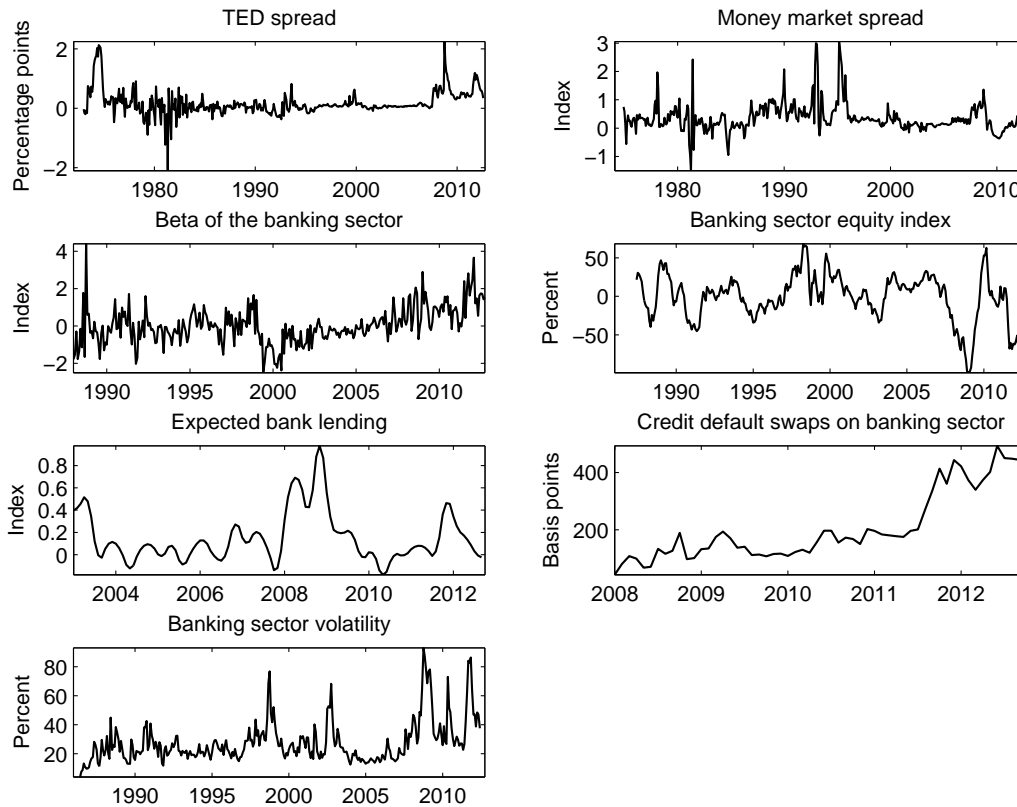 TED spread
Percentage points
2
0
−2
1980 1990 2000 2010
Money market spread
Index
3
2
1
0
−1
1980 1990 2000 201
Beta of the banking sector
Index
4
2
0
−2
1990 1995 2000 2005 2010
Banking sector equity index
Percent
50
0
−50
1990 1995 2000 2005 2010
Expected bank lending
Index
0.8
0.6
0.4
0.2
0
2004 2006 2008 2010 2012
Credit default swaps on banking sector
Basis points
400
200
2008 2009 2010 2011 2012
Banking sector volatility
Percent
80
60
40
20
1990 1995 2000 2005 2010